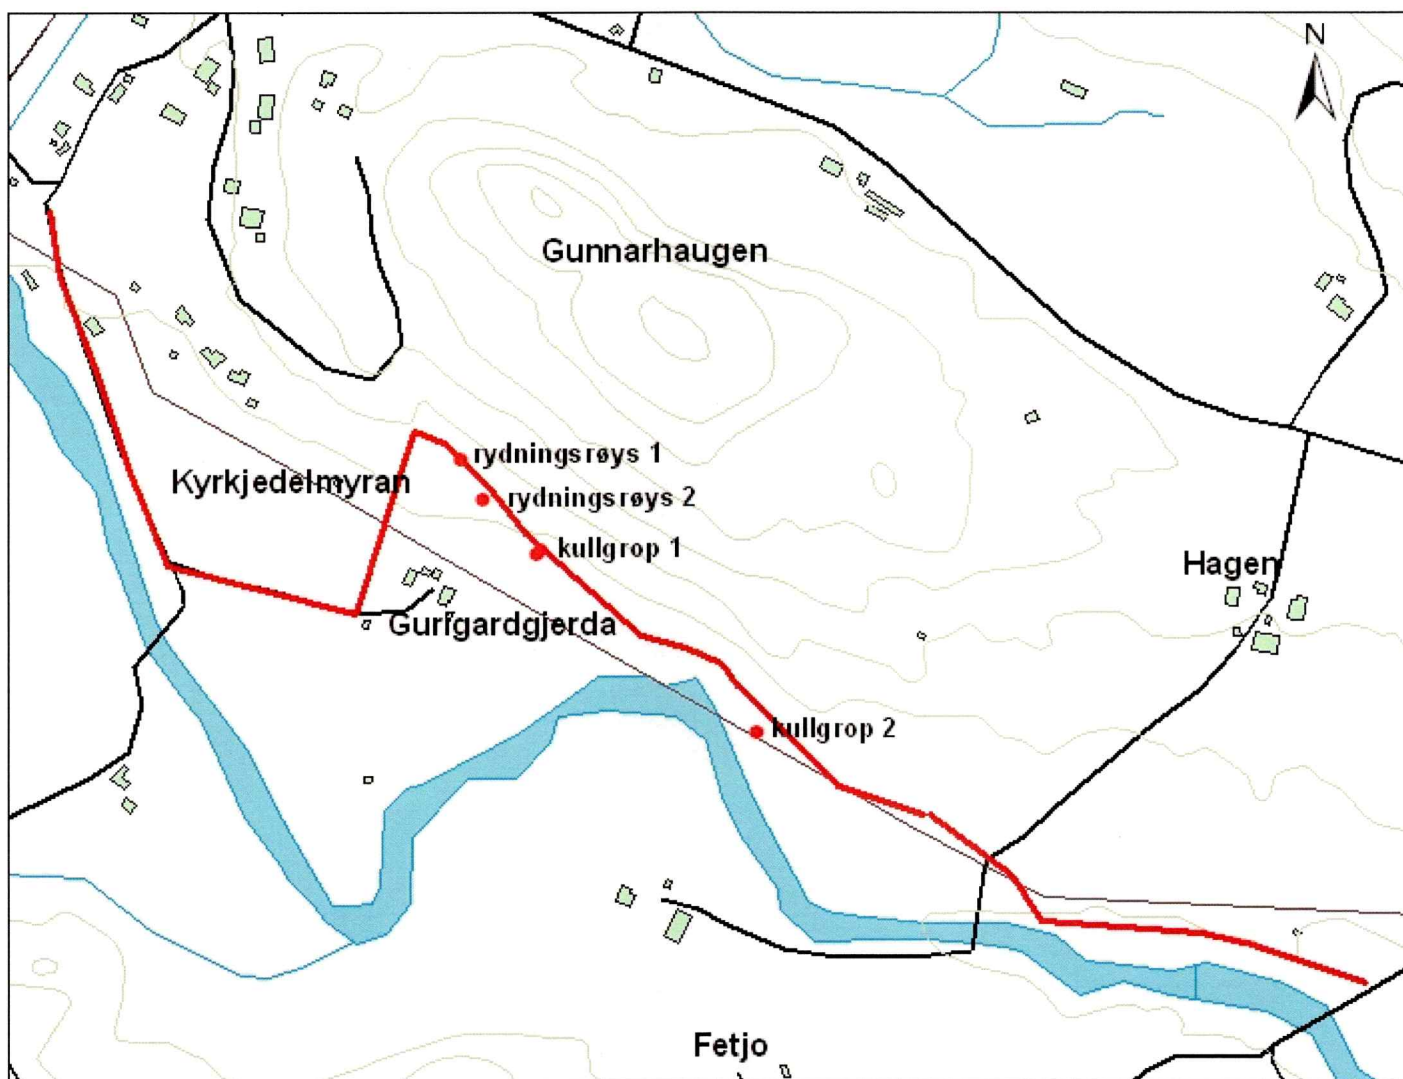 N
Gunnarhaugen
rydningsrøys 1
Kyrkjedelmyran
rydningsrøys 2
kullgrop 1
Hagen
Gurigardgjerda
kullgrop 2
Fetjo